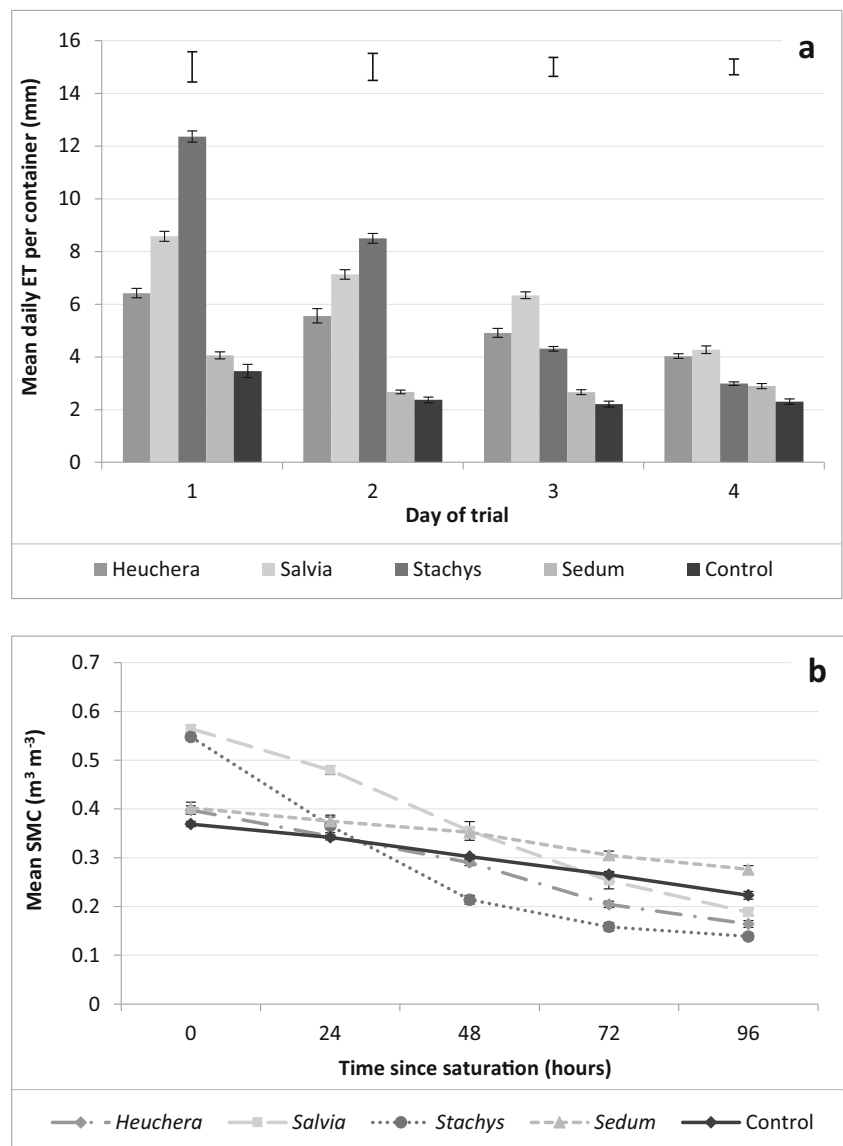 a
Mean daily ET per container (mm)
16
14
12
10
8
6
4
2
0
1 2 3 4
Day of trial
Heuchera Salvia Stachys Sedum Control
b
Mean SMC (m³ m⁻³)
0.7
0.6
0.5
0.4
0.3
0.2
0.1
0
0 24 48 72 96
Time since saturation (hours)
Heuchera Salvia Stachys Sedum Control